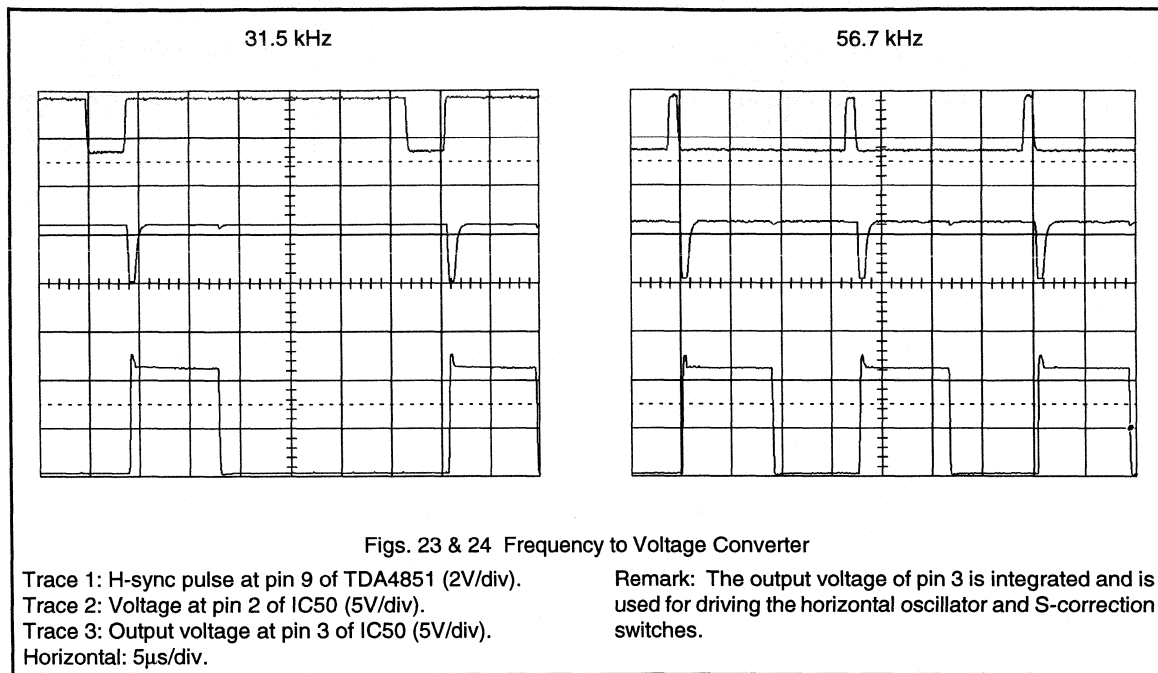 31.5 kHz
56.7 kHz
Figs. 23 & 24 Frequency to Voltage Converter
Trace 1: H-sync pulse at pin 9 of TDA4851 (2V/div).
Trace 2: Voltage at pin 2 of IC50 (5V/div).
Trace 3: Output voltage at pin 3 of IC50 (5V/div).
Horizontal: 5µs/div.
Remark: The output voltage of pin 3 is integrated and is
used for driving the horizontal oscillator and S-correction
switches.